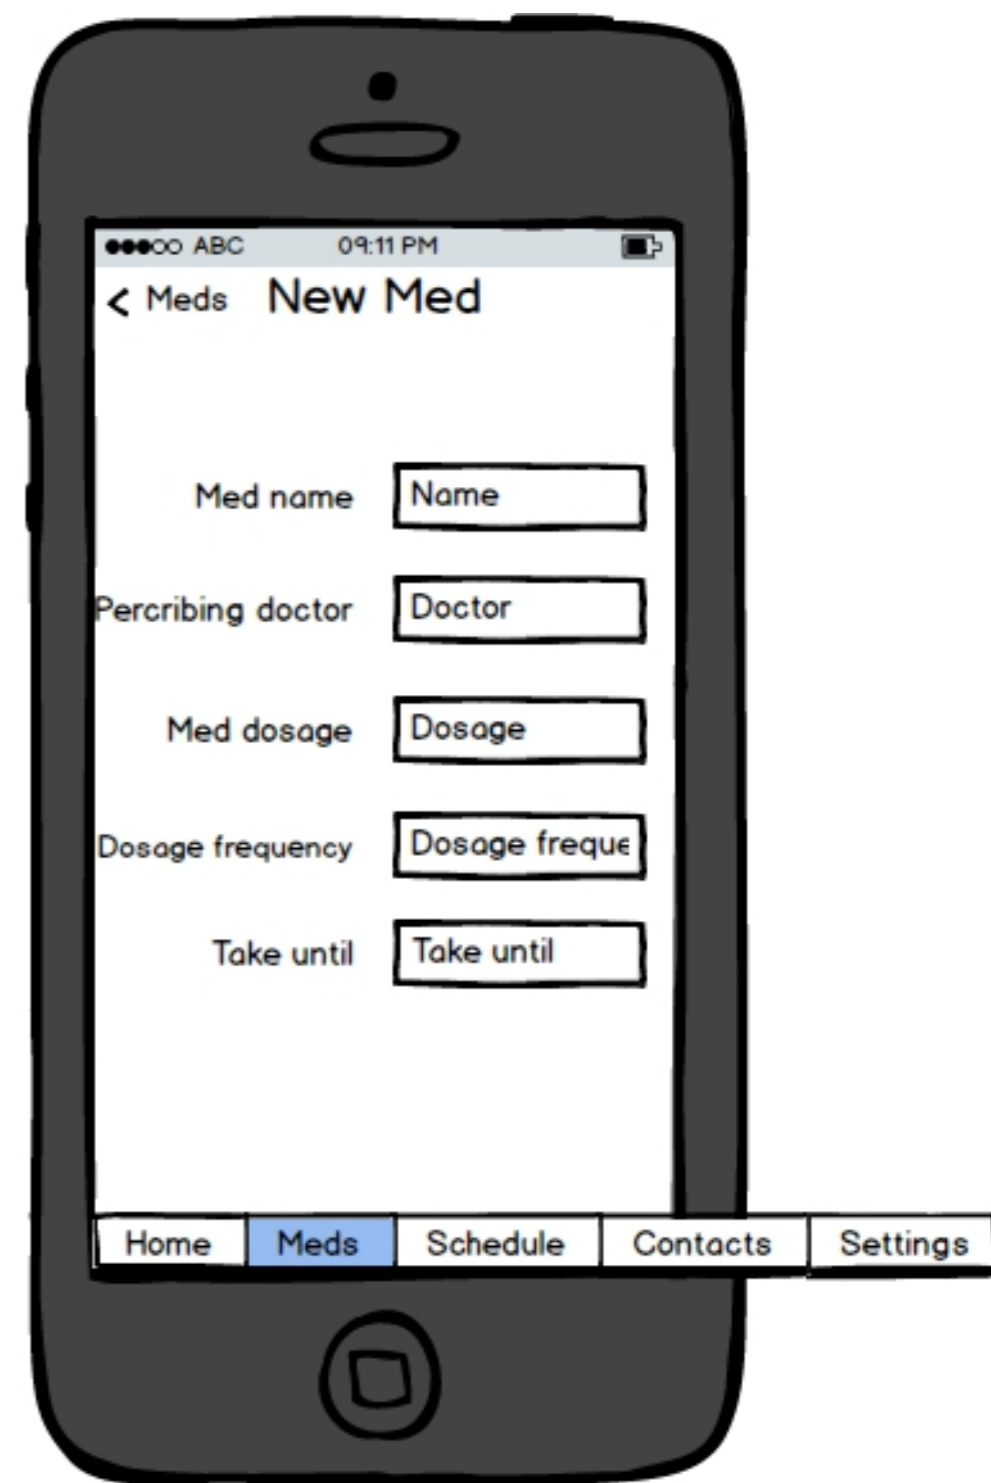 ABC 09:11 PM
< Meds New Med
Med name Name
Percribing doctor Doctor
Med dosage Dosage
Dosage frequency Dosage freque
Take until Take until
Home Meds Schedule Contacts Settings